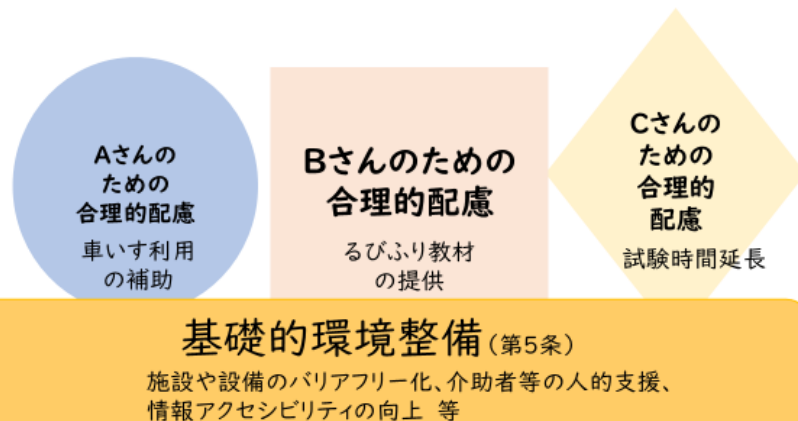 Aさんの
ための
合理的配慮
車いす利用
の補助
Bさんのための
合理的配慮
るびふり教材
の提供
Cさんの
ための
合理的
配慮
試験時間延長
基礎的環境整備(第5条)
施設や設備のバリアフリー化、介助者等の人的支援、
情報アクセシビリティの向上 等